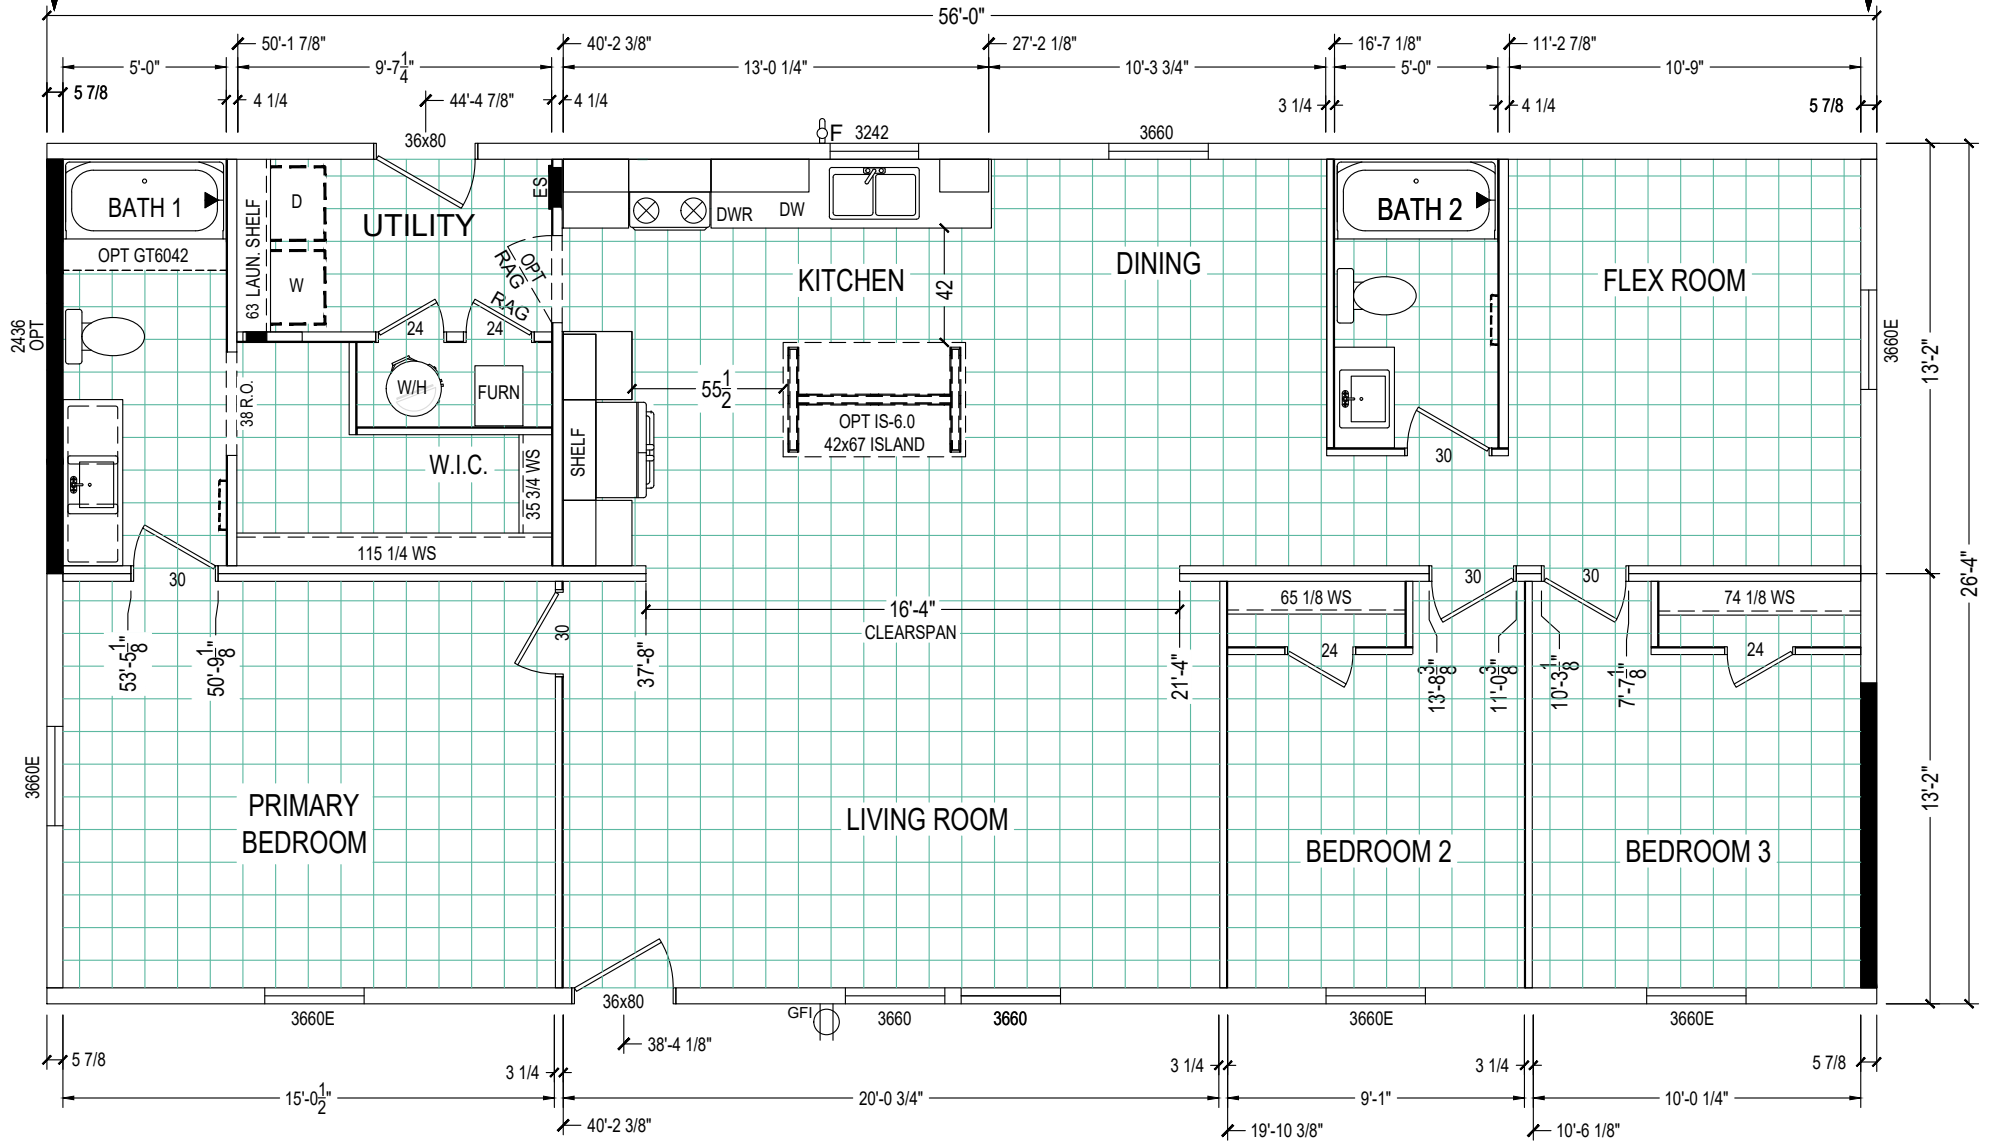 56'-0"
50'-1 7/8"
40'-2 3/8"
27'-2 1/8"
16'-7 1/8"
11'-2 7/8"
5'-0"
9'-7 1/4"
13'-0 1/4"
10'-3 3/4"
5'-0"
10'-9"
5 7/8
4 1/4
44'-4 7/8"
4 1/4
3 1/4
4 1/4
5 7/8
36x80
F
3242
3660
BATH 1
OPT GT6042
63 LAUN. SHELF
D
W
UTILITY
ES
OPT
RAG
RAG
24
24
DWR
DW
KITCHEN
42
DINING
BATH 2
FLEX ROOM
2436
OPT
3660E
13'-2"
26'-4"
38 R.O.
W/H
FURN
55 1/2
OPT IS-6.0
42x67 ISLAND
SHELF
W.I.C.
35 3/4 WS
115 1/4 WS
30
30
30
30
65 1/8 WS
74 1/8 WS
16'-4"
CLEARSPAN
30
24
24
53'-5 1/8"
50'-9 1/8"
37'-8"
21'-4"
13'-8 3/8"
11'-0 3/8"
10'-3 1/8"
7'-7 1/8"
3660E
13'-2"
PRIMARY
BEDROOM
LIVING ROOM
BEDROOM 2
BEDROOM 3
3660E
36x80
GFI
3660
3660
3660E
3660E
38'-4 1/8"
5 7/8
3 1/4
3 1/4
3 1/4
5 7/8
15'-0 1/2"
20'-0 3/4"
9'-1"
10'-0 1/4"
40'-2 3/8"
19'-10 3/8"
10'-6 1/8"